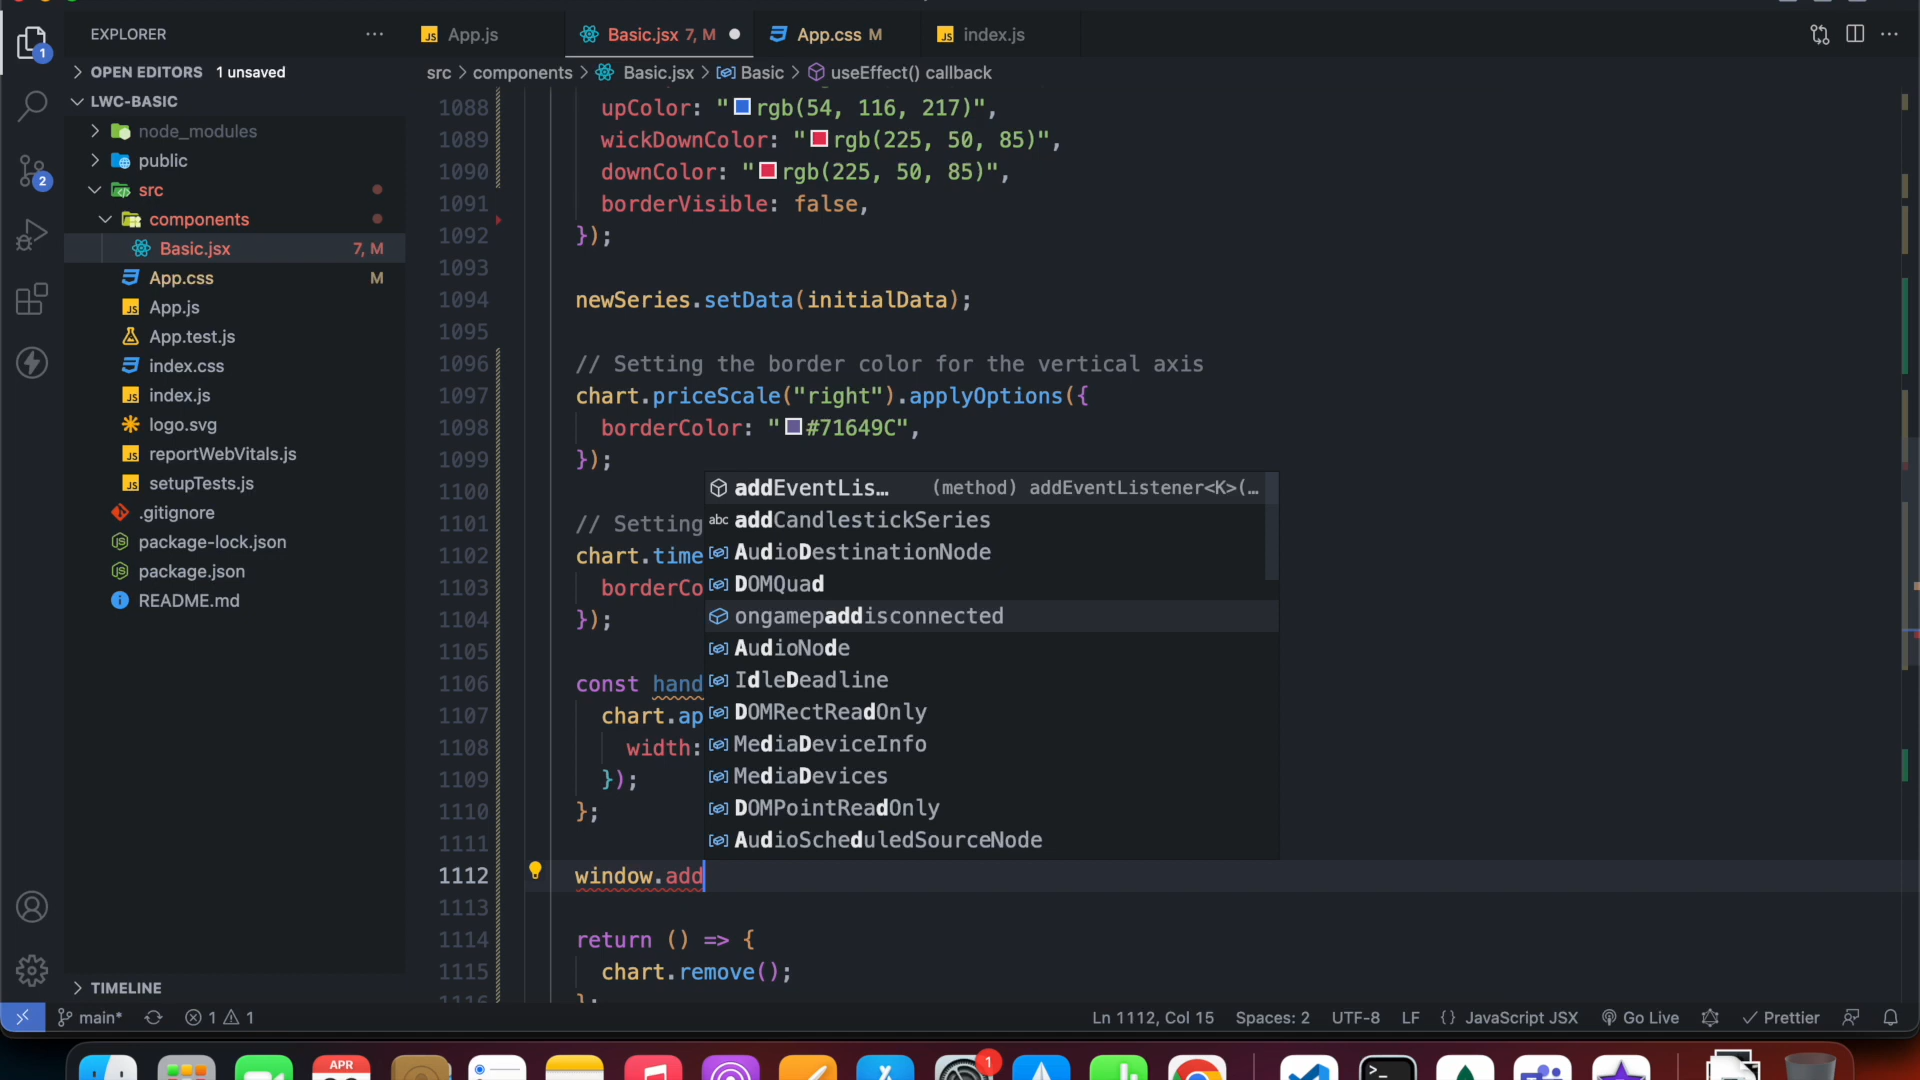 EXPLORER
OPEN EDITORS 1 unsaved
LWC-BASIC
node_modules
public
src
components
Basic.jsx 7, M
App.css M
App.js
App.test.js
index.css
index.js
logo.svg
reportWebVitals.js
setupTests.js
.gitignore
package-lock.json
package.json
README.md
TIMELINE
1
2
App.js
Basic.jsx 7, M
App.css M
index.js
src > components > Basic.jsx > Basic > useEffect() callback
1088 upColor: "rgb(54, 116, 217)",
1089 wickDownColor: "rgb(225, 50, 85)",
1090 downColor: "rgb(225, 50, 85)",
1091 borderVisible: false,
1092 });
1093
1094 newSeries.setData(initialData);
1095
1096 // Setting the border color for the vertical axis
1097 chart.priceScale("right").applyOptions({
1098 borderColor: "#71649C",
1099 });
1100
1101 // Setting
1102 chart.time
1103 borderCo
1104 });
1105
1106 const hand
1107 chart.ap
1108 width:
1109 });
1110 };
1111
1112 window.add
1113
1114 return () => {
1115 chart.remove();
1116 };
addEventLis… (method) addEventListener<K>(…
abc addCandlestickSeries
AudioDestinationNode
DOMQuad
ongamepaddisconnected
AudioNode
IdleDeadline
DOMRectReadOnly
MediaDeviceInfo
MediaDevices
DOMPointReadOnly
AudioScheduledSourceNode
main* 1 1
Ln 1112, Col 15 Spaces: 2 UTF-8 LF {} JavaScript JSX Go Live Prettier
APR
1